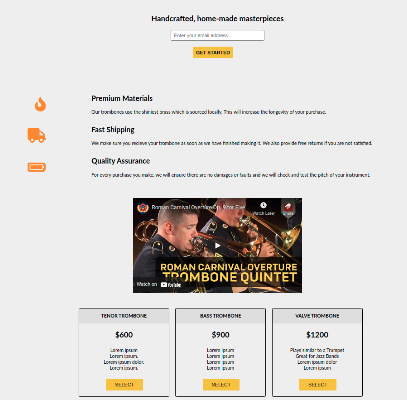 Handcrafted, home-made masterpieces
Enter your email address...
GET STARTED
Premium Materials
Our trombones use the shiniest brass which is sourced locally. This will increase the longevity of your purchase.
Fast Shipping
We make sure you recieve your trombone as soon as we have finished making it. We also provide free returns if you are not satisfied.
Quality Assurance
For every purchase you make, we will ensure there are no damages or faults and we will check and test the pitch of your instrument.
Roman Carnival Overture Op. 9 for Five
Watch Later
Share
ROMAN CARNIVAL OVERTURE
TROMBONE QUINTET
Watch on YouTube
TENOR TROMBONE
$600
Lorem ipsum
Lorem ipsum.
Lorem ipsum dolor.
Lorem ipsum.
SELECT
BASS TROMBONE
$900
Lorem ipsum
Lorem ipsum
Lorem ipsum dolor.
Lorem ipsum.
SELECT
VALVE TROMBONE
$1200
Plays similar to a Trumpet
Great for Jazz Bands
Lorem ipsum dolor
Lorem ipsum
SELECT